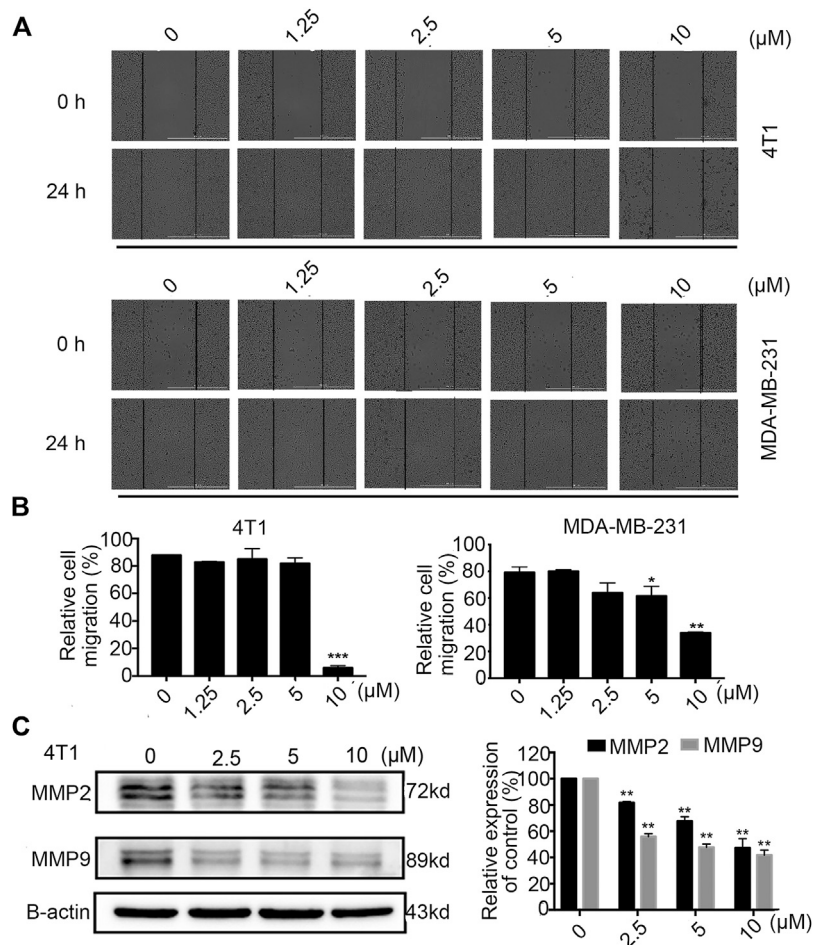 A
0 1.25 2.5 5 10 (µM)
0 h
4T1
24 h
0 1.25 2.5 5 10 (µM)
0 h
MDA-MB-231
24 h
B
4T1
Relative cell
migration (%)
100
80
60
40
20
0
0 1.25 2.5 5 10 (µM)
***
MDA-MB-231
Relative cell
migration (%)
100
80
60
40
20
0
* **
0 1.25 2.5 5 10 (µM)
C
4T1 0 2.5 5 10 (µM)
MMP2 72kd
MMP9 89kd
B-actin 43kd
MMP2 MMP9
Relative expression
of control (%)
120
100
80
60
40
20
0
** ** ** ** ** **
0 2.5 5 10 (µM)